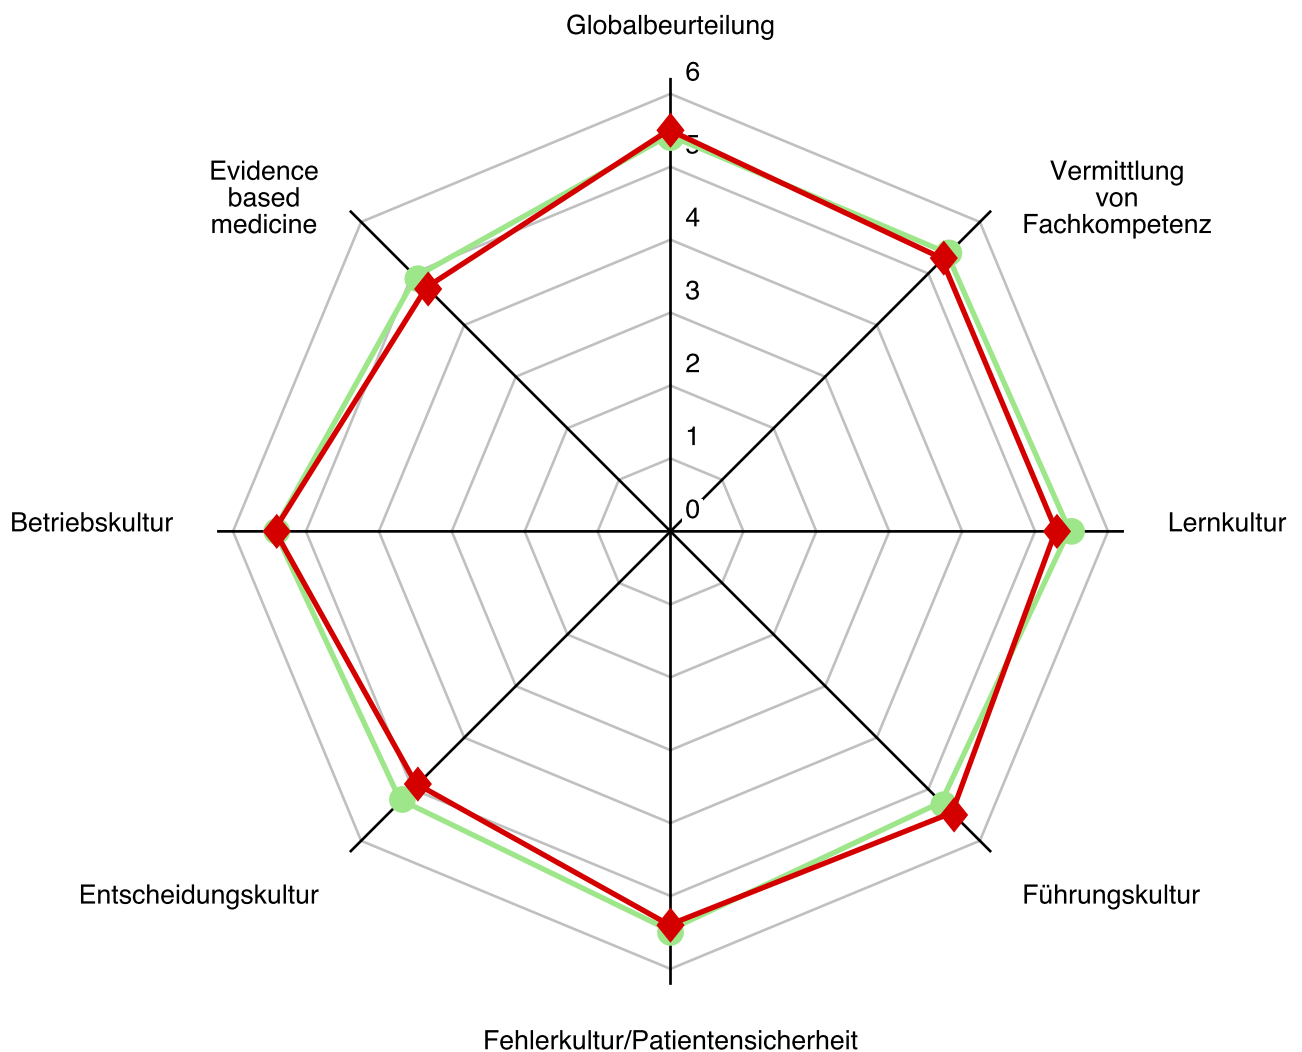 Globalbeurteilung
6
5
4
3
2
1
0
Evidence
based
medicine
Vermittlung
von
Fachkompetenz
Betriebskultur
Lernkultur
Entscheidungskultur
Führungskultur
Fehlerkultur/Patientensicherheit